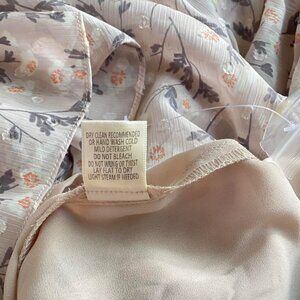 DRY CLEAN RECOMMENDED
OR HAND WASH COLD
MILD DETERGENT
DO NOT BLEACH
DO NOT WRING OR TWIST
LAY FLAT TO DRY
LIGHT STEAM IF NEEDED